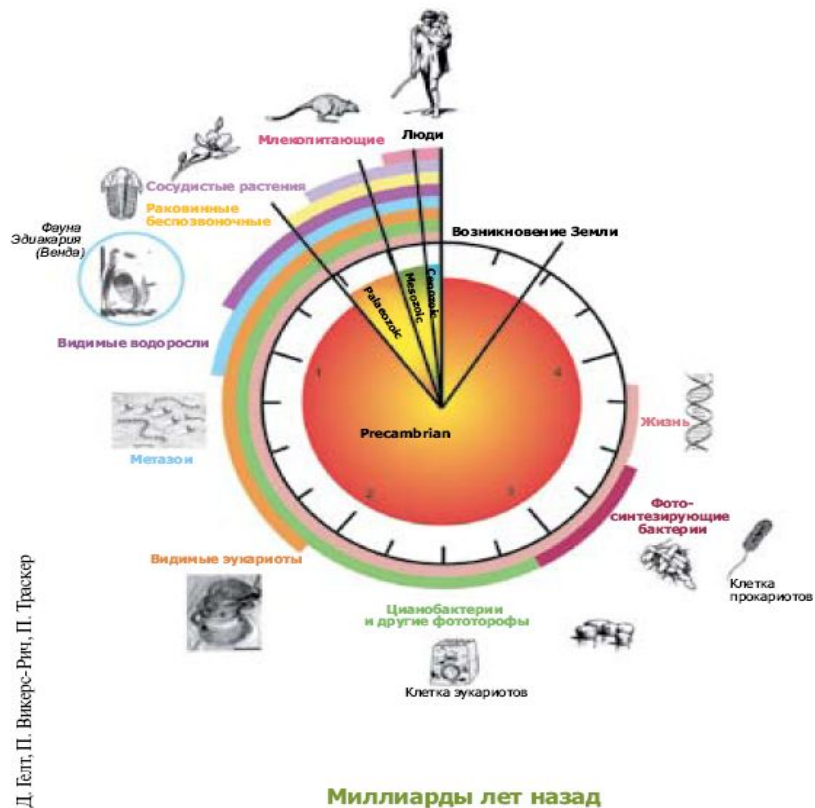 Люди
Млекопитающие
Сосудистые растения
Раковинные
беспозвоночные
Фауна
Эдиакария
(Венда)
Возникновение Земли
Cenozoic
Mesozoic
Palaeozoic
Видимые водоросли
1
4
Precambrian
Жизнь
Метазои
2
3
Фото-
синтезирующие
бактерии
Видимые эукариоты
Клетка
прокариотов
Цианобактерии
и другие фототорофы
Клетка эукариотов
Д. Гелт, П. Викерс-Рич, П. Траскер
Миллиарды лет назад